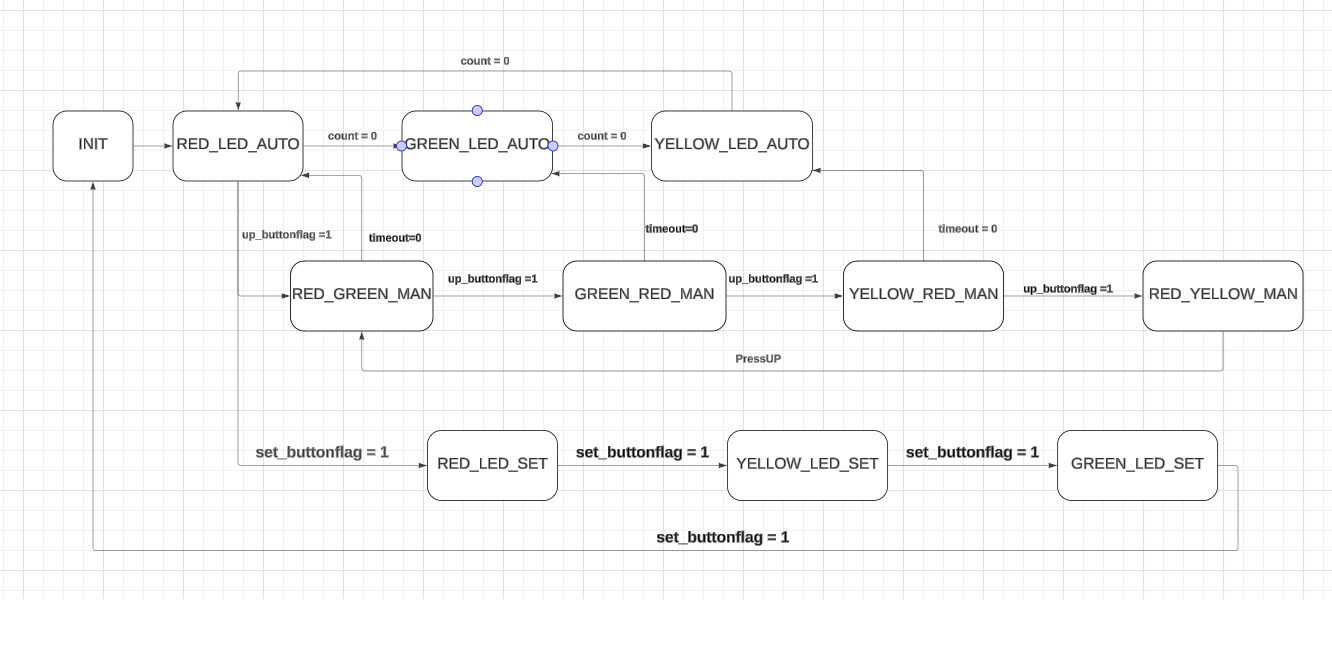 count = 0
INIT
RED_LED_AUTO
count = 0
GREEN_LED_AUTO
count = 0
YELLOW_LED_AUTO
up_buttonflag =1
timeout=0
timeout=0
timeout = 0
RED_GREEN_MAN
up_buttonflag =1
GREEN_RED_MAN
up_buttonflag =1
YELLOW_RED_MAN
up_buttonflag =1
RED_YELLOW_MAN
PressUP
set_buttonflag = 1
RED_LED_SET
set_buttonflag = 1
YELLOW_LED_SET
set_buttonflag = 1
GREEN_LED_SET
set_buttonflag = 1